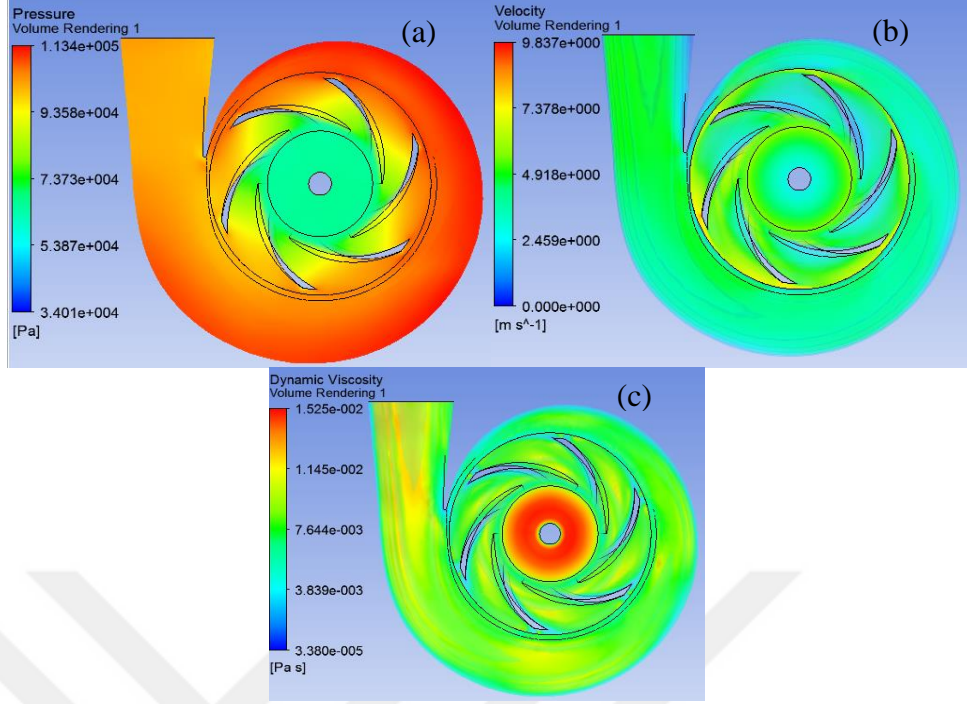 Pressure
Volume Rendering 1
(a)
1.134e+005
9.358e+004
7.373e+004
5.387e+004
3.401e+004
[Pa]
Velocity
Volume Rendering 1
(b)
9.837e+000
7.378e+000
4.918e+000
2.459e+000
0.000e+000
[m s^-1]
Dynamic Viscosity
Volume Rendering 1
(c)
1.525e-002
1.145e-002
7.644e-003
3.839e-003
3.380e-005
[Pa s]